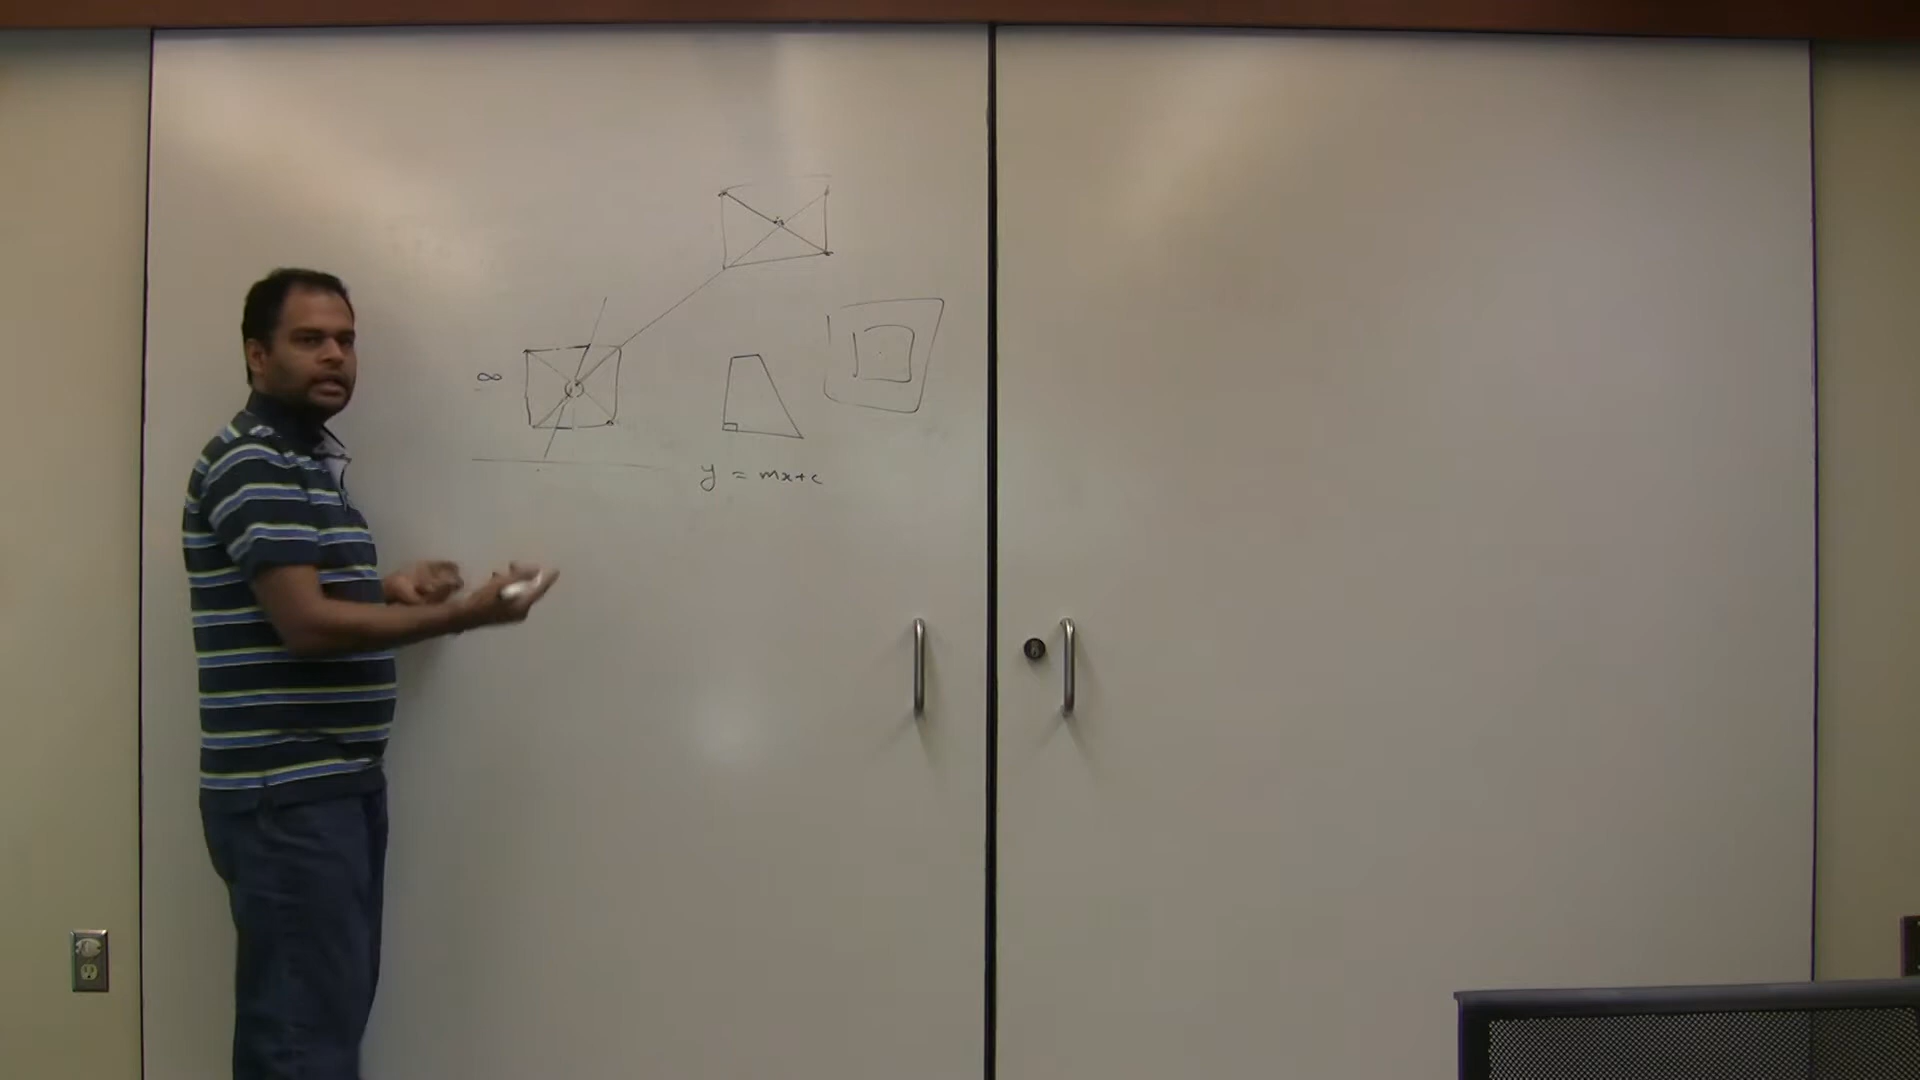 ∞
y = mx+c